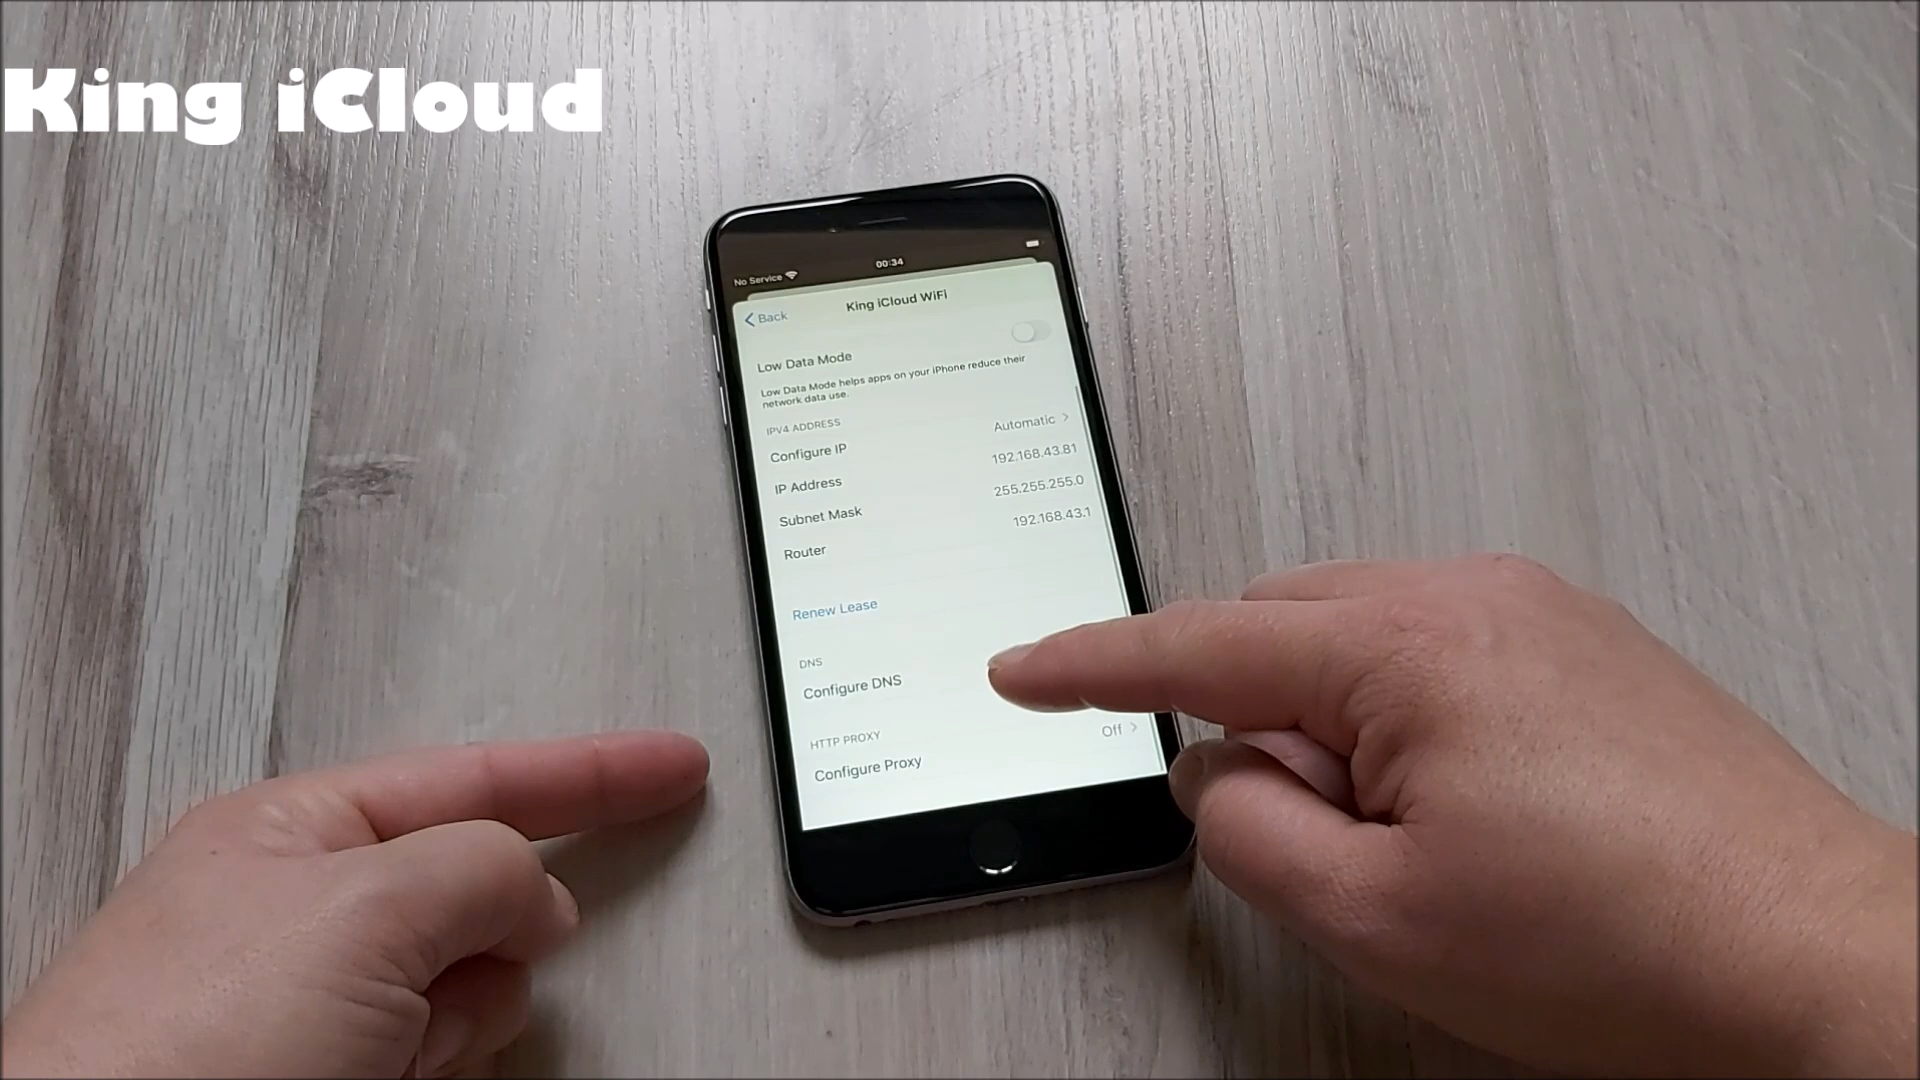 King iCloud
No Service 00:34
Back King iCloud WiFi
Low Data Mode
Low Data Mode helps apps on your iPhone reduce their
network data use.
IPV4 ADDRESS
Configure IP Automatic
IP Address 192.168.43.81
Subnet Mask 255.255.255.0
Router 192.168.43.1
Renew Lease
DNS
Configure DNS
HTTP PROXY
Configure Proxy Off